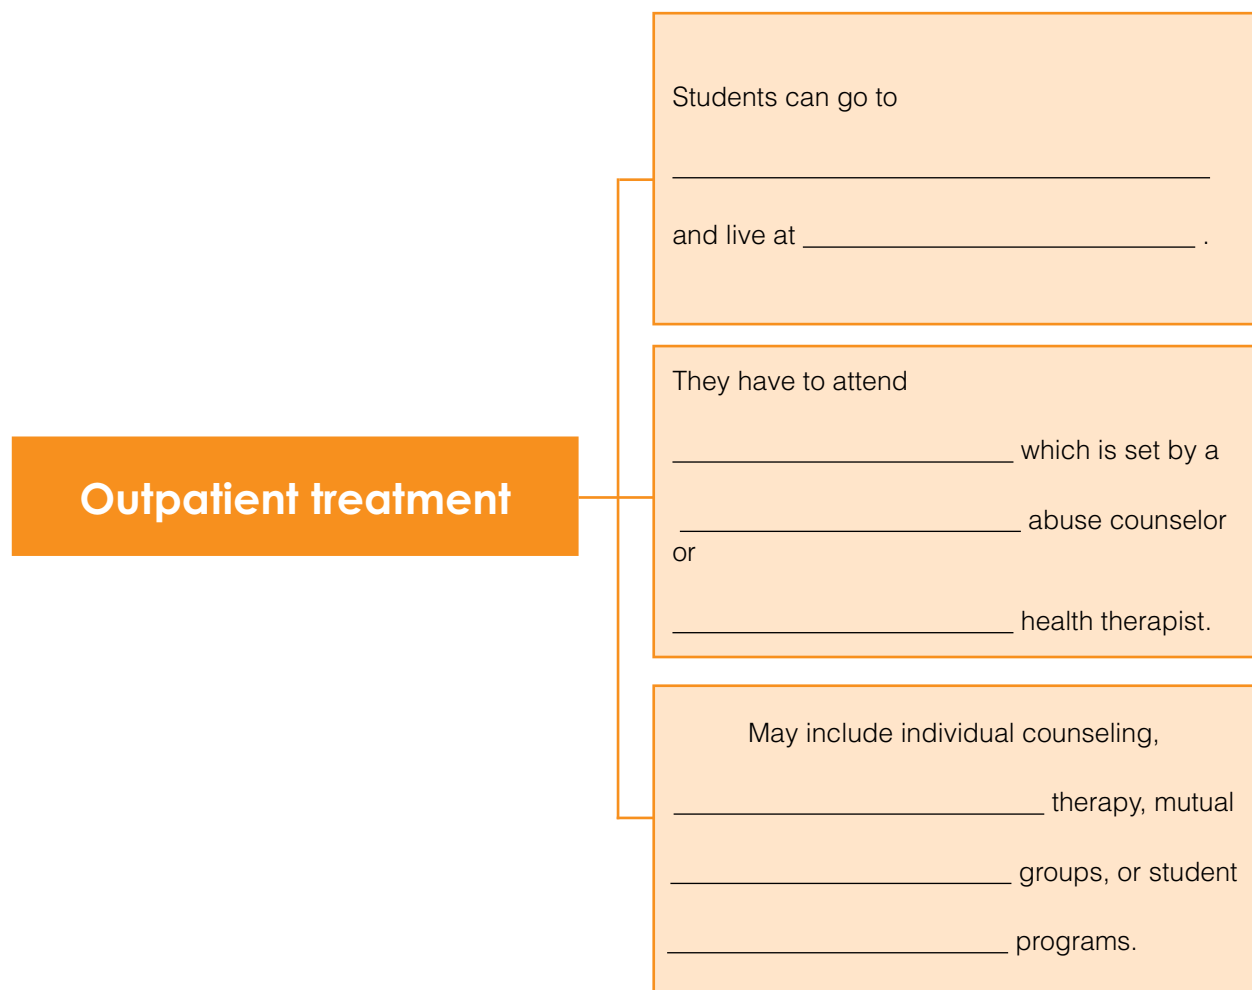 Outpatient treatment
Students can go to
and live at .
They have to attend
which is set by a
abuse counselor
or
health therapist.
May include individual counseling,
therapy, mutual
groups, or student
programs.